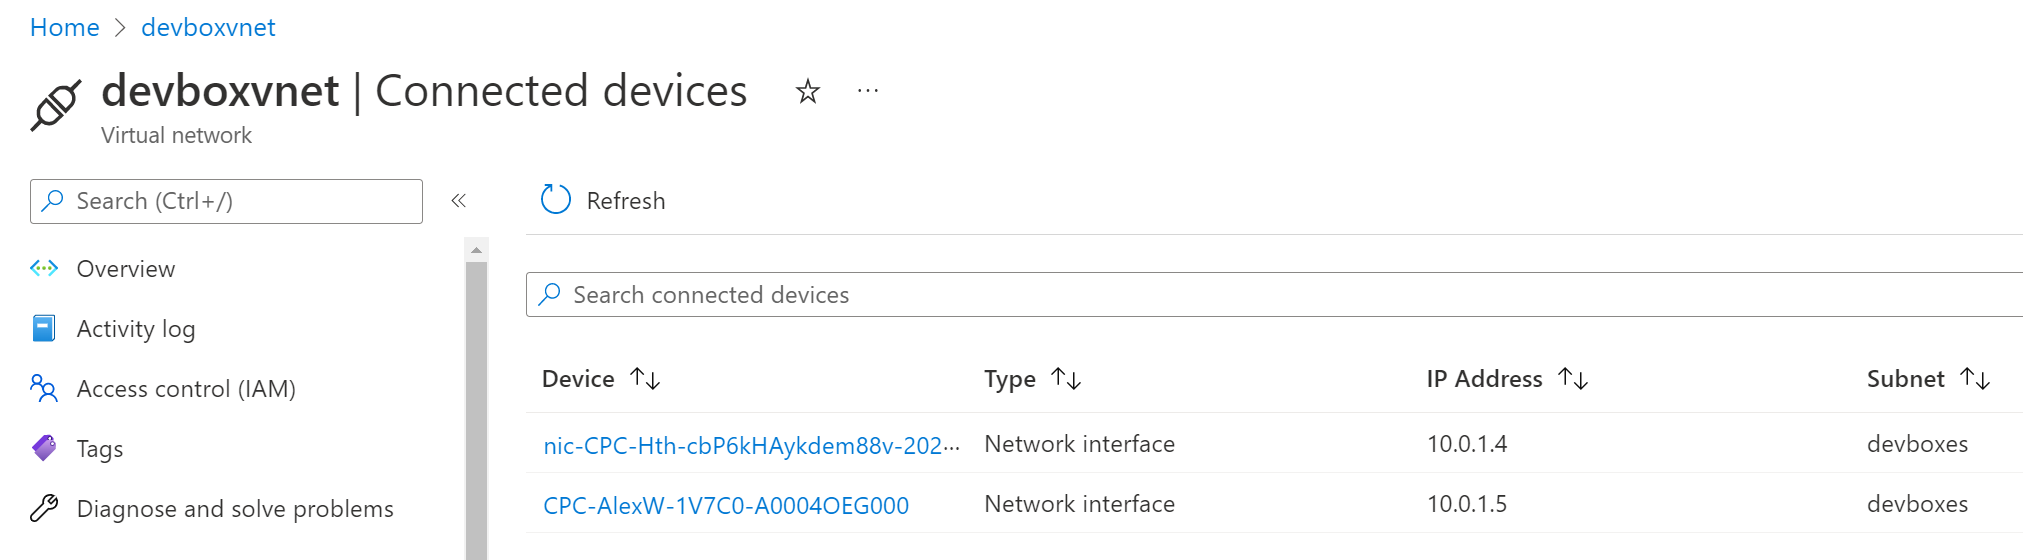 Home > devboxvnet
devboxvnet | Connected devices
Virtual network
Search (Ctrl+/)
Refresh
Overview
Activity log
Access control (IAM)
Tags
Diagnose and solve problems
Search connected devices
Device Type IP Address Subnet
nic-CPC-Hth-cbP6kHAykdem88v-202··· Network interface 10.0.1.4 devboxes
CPC-AlexW-1V7C0-A0004OEG000 Network interface 10.0.1.5 devboxes